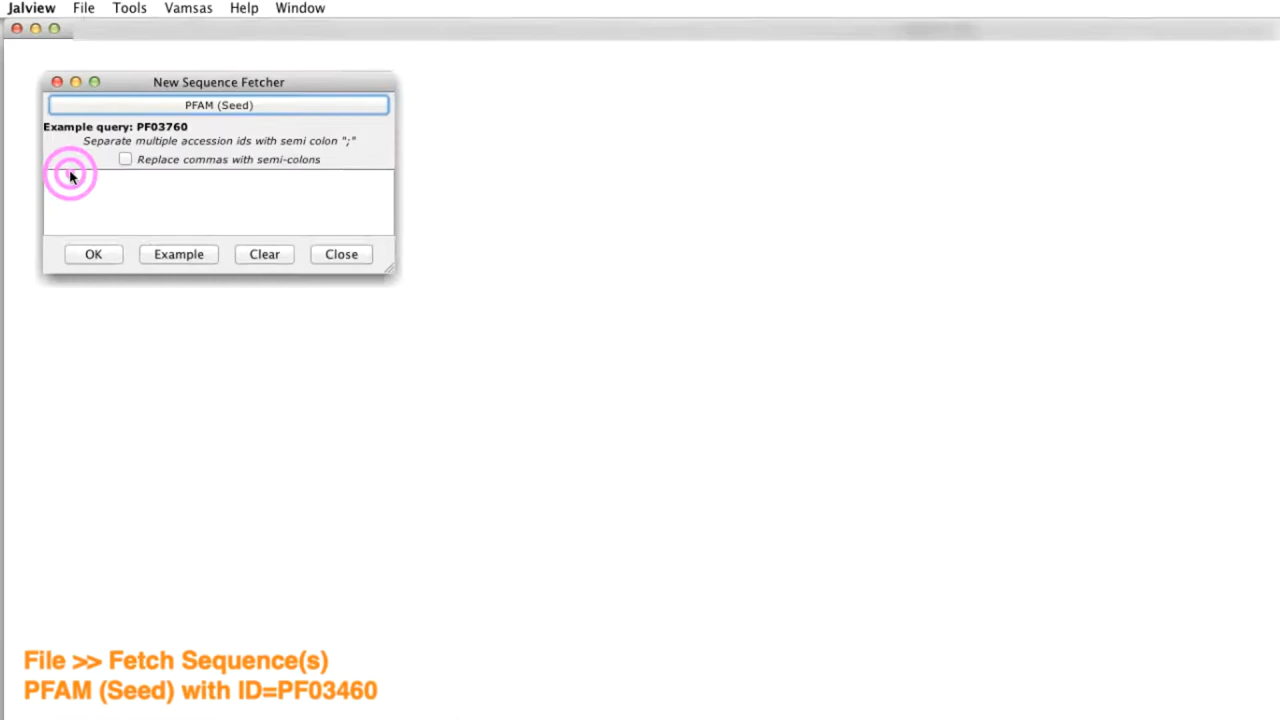 Jalview File Tools Vamsas Help Window
New Sequence Fetcher
PFAM (Seed)
Example query: PF03760
Separate multiple accession ids with semi colon ";"
Replace commas with semi-colons
OK Example Clear Close
File >> Fetch Sequence(s)
PFAM (Seed) with ID=PF03460